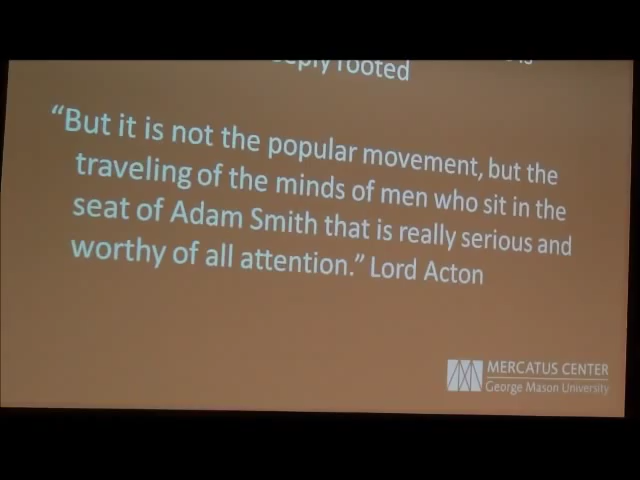 rooted
“But it is not the popular movement, but the
traveling of the minds of men who sit in the
seat of Adam Smith that is really serious and
worthy of all attention.” Lord Acton
MERCATUS CENTER
George Mason University